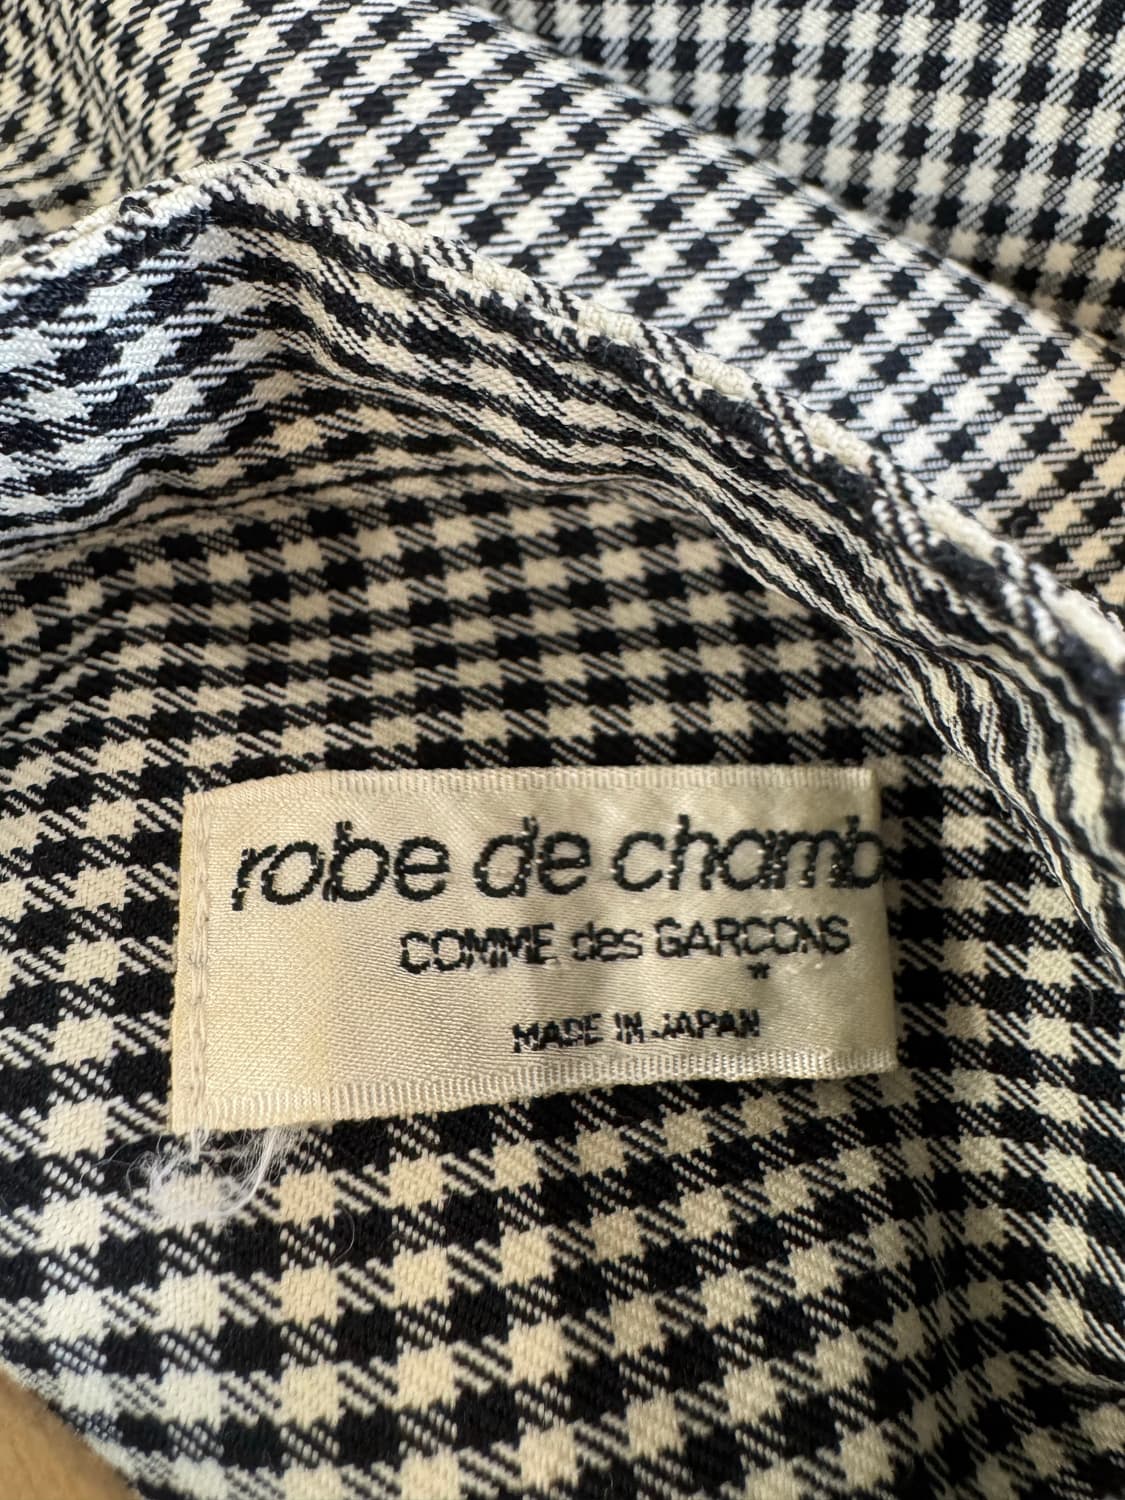 robe de chamb
COMME des GARCONS
*
MADE IN JAPAN